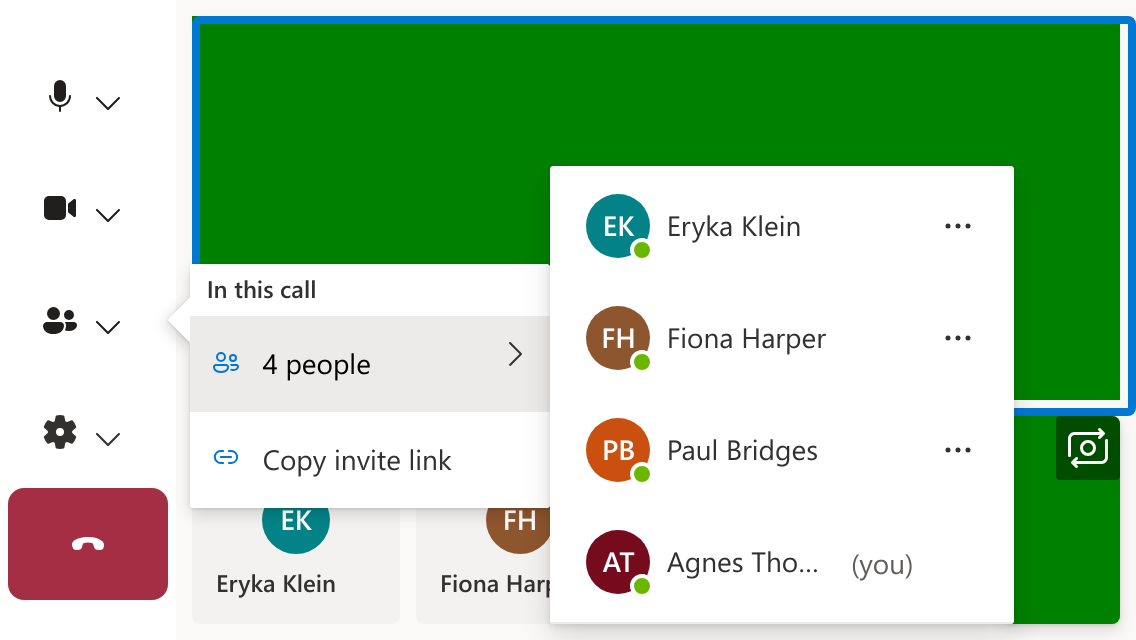 In this call
4 people
Copy invite link
EK
Eryka Klein
FH
Fiona Harper
PB
Paul Bridges
AT
Agnes Tho... (you)
EK
Eryka Klein
FH
Fiona Harp